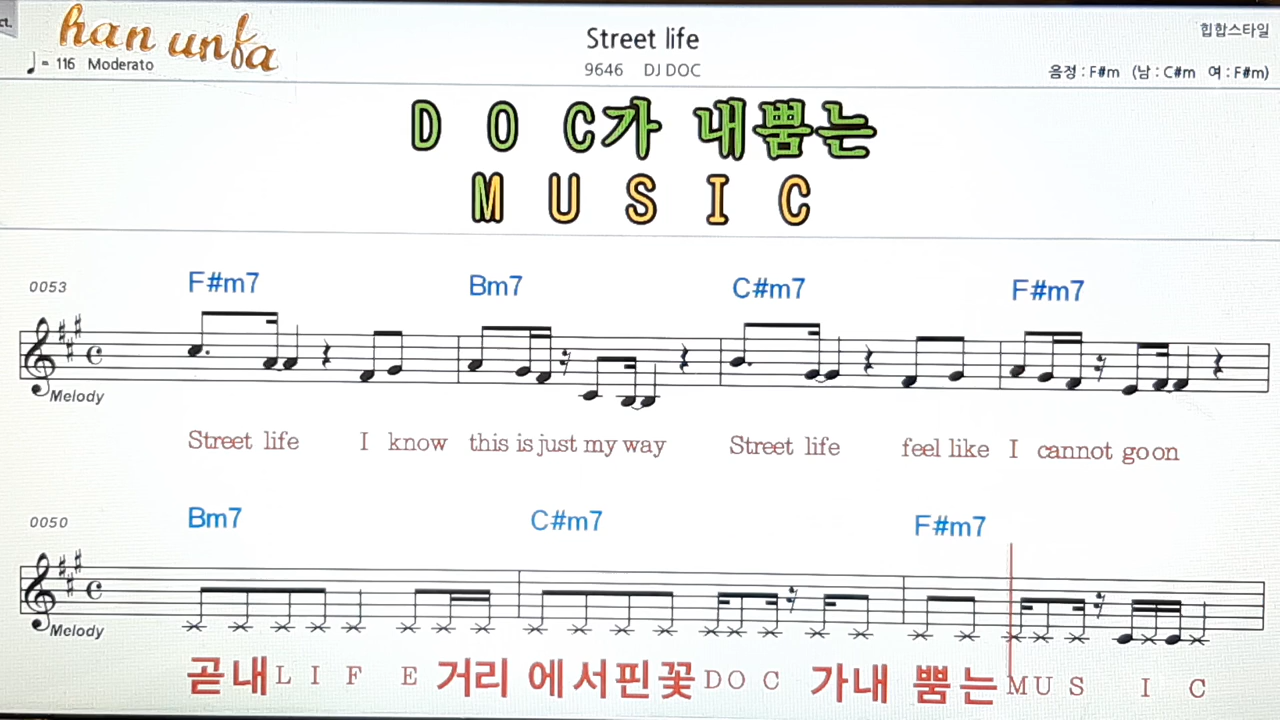 ct.
han unfa
♩= 116 Moderato
Street life
9646 DJ DOC
힙합스타일
음정 : F#m (남 : C#m 여 : F#m)
D O C가 내뿜는
M U S I C
0053
F#m7 Bm7 C#m7 F#m7
Melody
Street life I know this is just my way Street life feel like I cannot go on
0050
Bm7 C#m7 F#m7
Melody
곧내 L I F E 거리 에서핀꽃 D O C 가내 뿜는 M U S I C